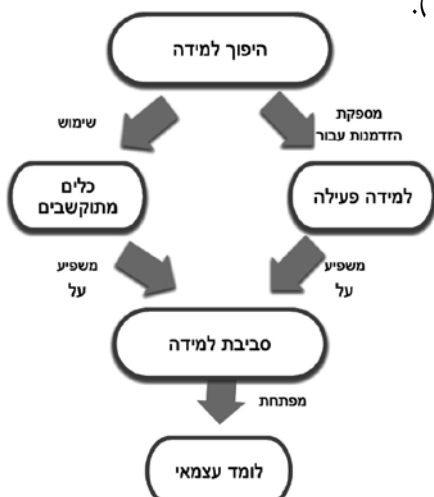 ).
היפוך למידה
מספקת
הזדמנות עבור
שימוש
למידה פעילה
כלים
מתוקשבים
משפיע
על
משפיע
על
סביבת למידה
מפתחת
לומד עצמאי